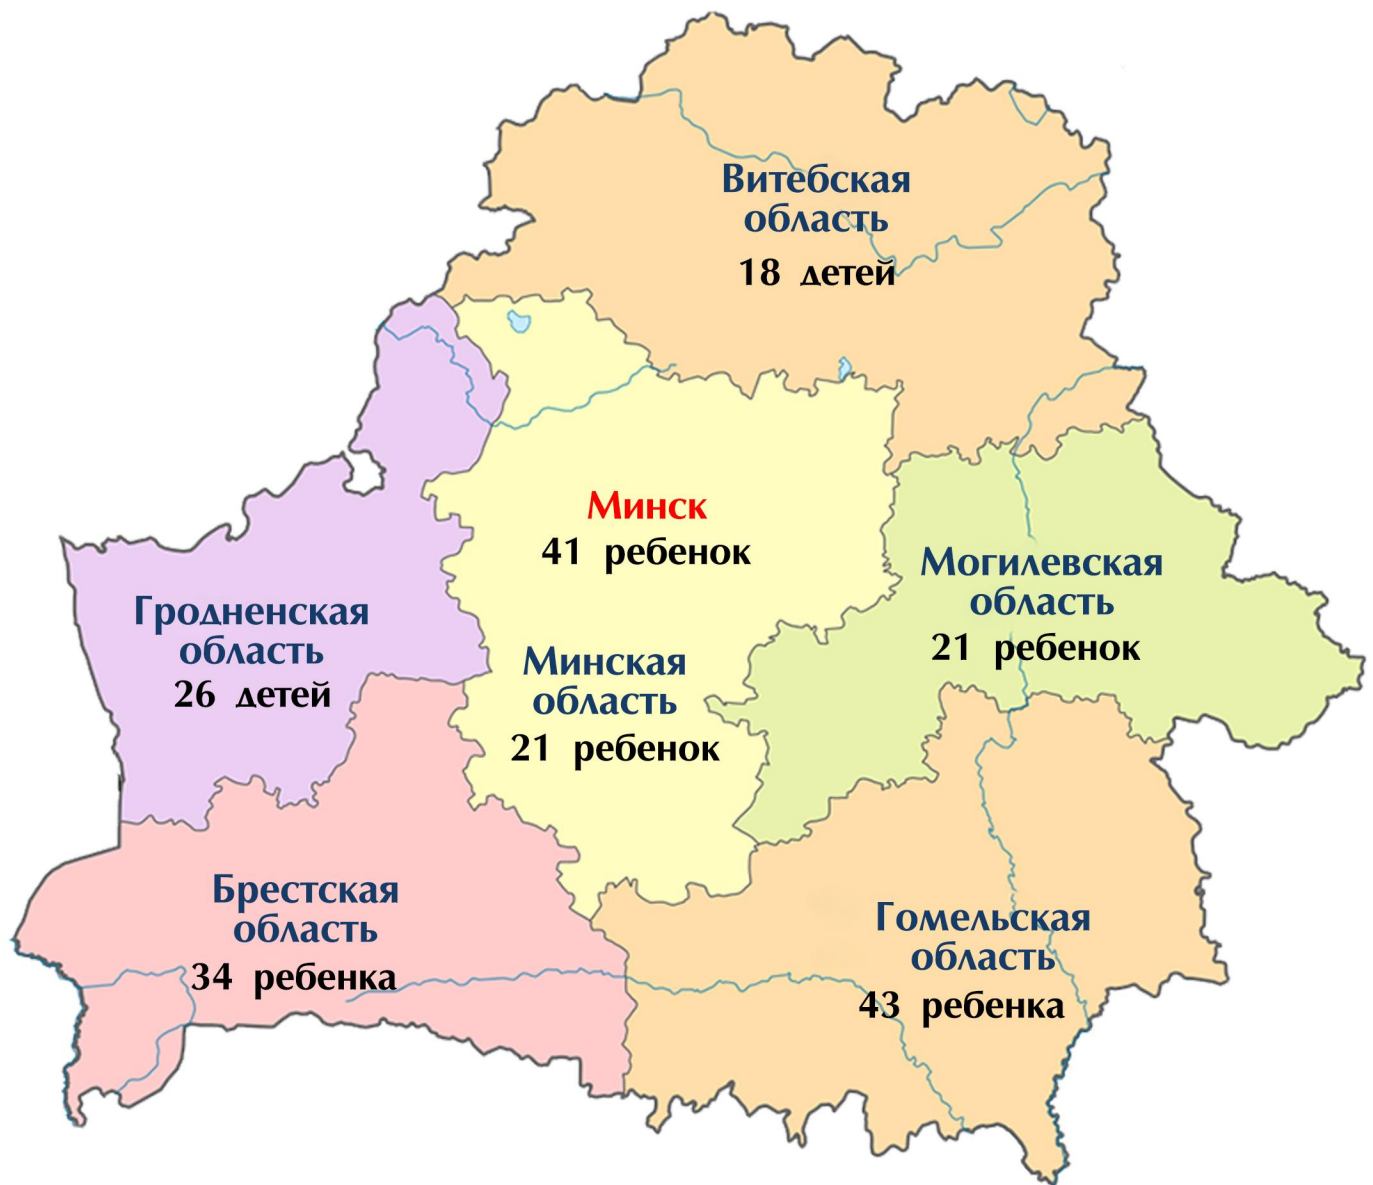 Витебская
область
18 детей
Минск
41 ребенок
Могилевская
область
21 ребенок
Гродненская
область
26 детей
Минская
область
21 ребенок
Брестская
область
34 ребенка
Гомельская
область
43 ребенка